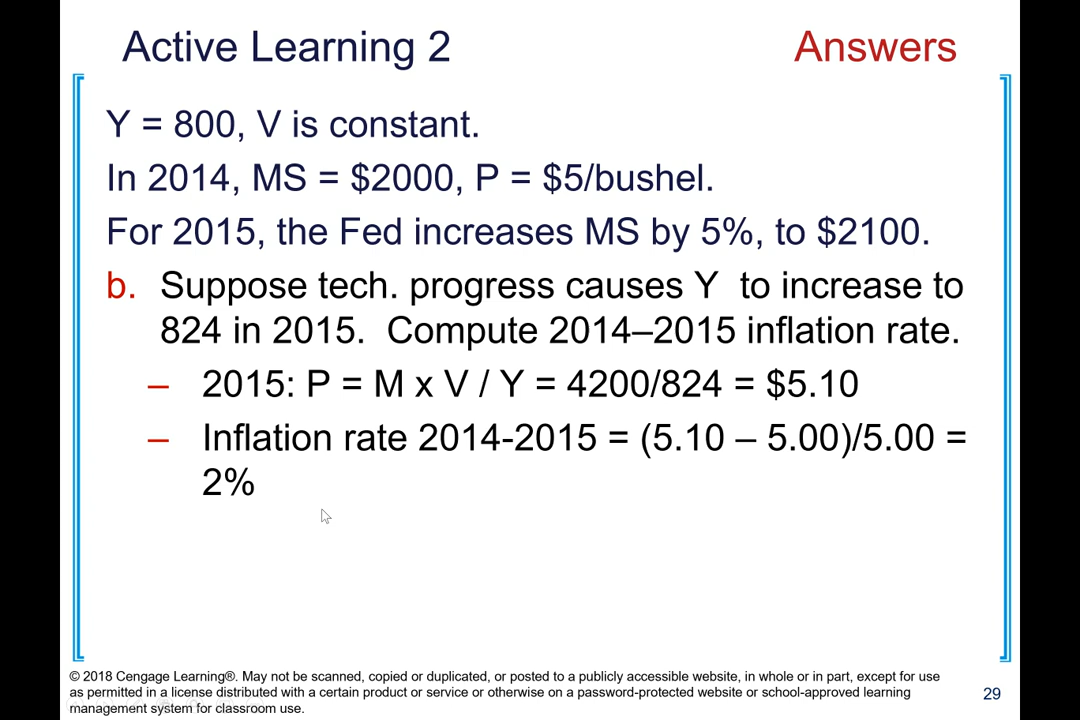 Active Learning 2 Answers
Y = 800, V is constant.
In 2014, MS = $2000, P = $5/bushel.
For 2015, the Fed increases MS by 5%, to $2100.
b. Suppose tech. progress causes Y to increase to
824 in 2015. Compute 2014–2015 inflation rate.
– 2015: P = M x V / Y = 4200/824 = $5.10
– Inflation rate 2014-2015 = (5.10 – 5.00)/5.00 =
2%
© 2018 Cengage Learning®. May not be scanned, copied or duplicated, or posted to a publicly accessible website, in whole or in part, except for use
as permitted in a license distributed with a certain product or service or otherwise on a password-protected website or school-approved learning
management system for classroom use.
29